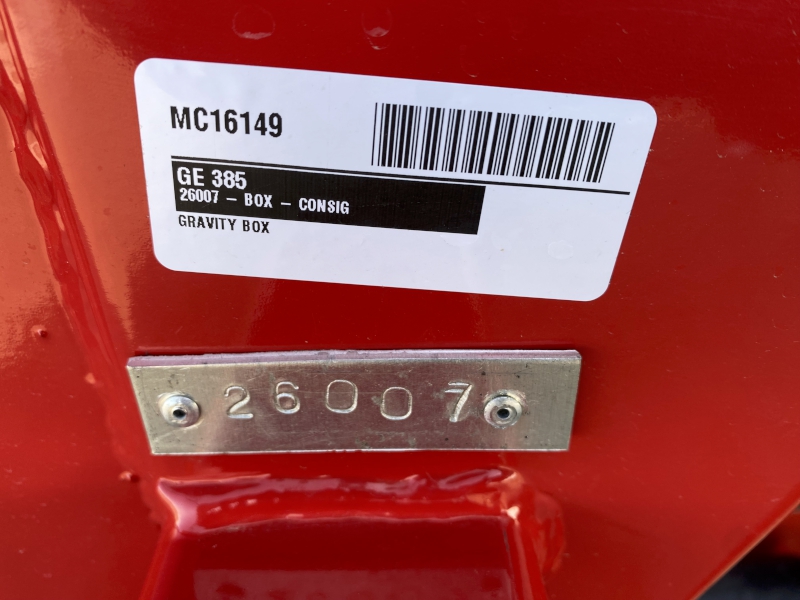 MC16149
GE 385
26007 - BOX - CONSIG
GRAVITY BOX
26007